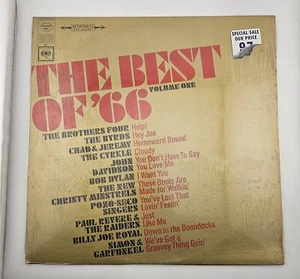 STEREO
SPECIAL SALE
OUR PRICE
97
THE BEST
OF '66
VOLUME ONE
THE BROTHERS FOUR Help!
THE BYRDS Hey Joe
CHAD & JEREMY Homeward Bound
THE CYRKLE Cloudy
JOHN You Don't Have To Say
DAVIDSON You Love Me
BOB DYLAN I Want You
THE NEW These Boots Are
CHRISTY MINSTRELS Made for Walkin'
POZO-SECO You've Lost That
SINGERS Lovin' Feelin'
PAUL REVERE & Just
THE RAIDERS Like Me
BILLY JOE ROYAL Down in the Boondocks
SIMON & We've Got a
GARFUNKEL Groovey Thing Goin'